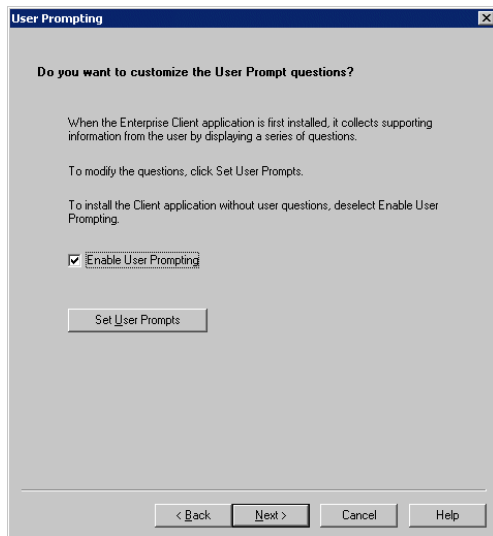 User Prompting
Do you want to customize the User Prompt questions?
When the Enterprise Client application is first installed, it collects supporting
information from the user by displaying a series of questions.
To modify the questions, click Set User Prompts.
To install the Client application without user questions, deselect Enable User
Prompting.
Enable User Prompting
Set User Prompts
< Back Next > Cancel Help